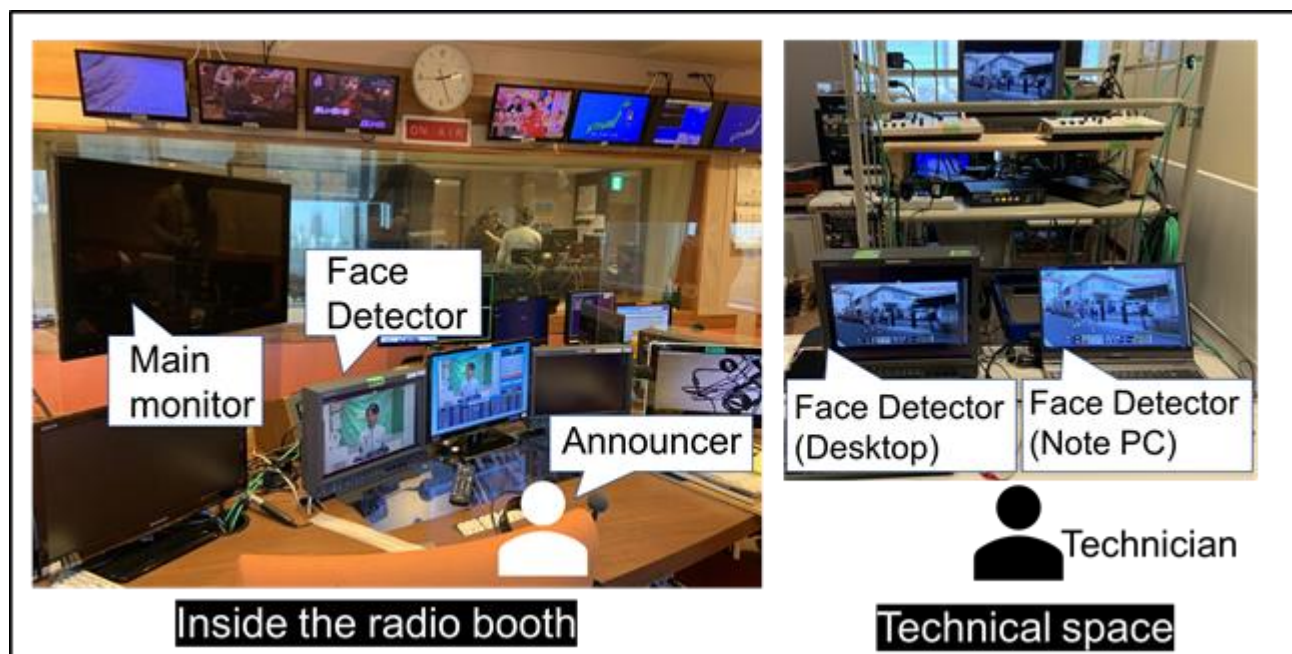 ON AIR
Face
Detector
Main
monitor
Announcer
Inside the radio booth
Face Detector
(Desktop)
Face Detector
(Note PC)
Technician
Technical space